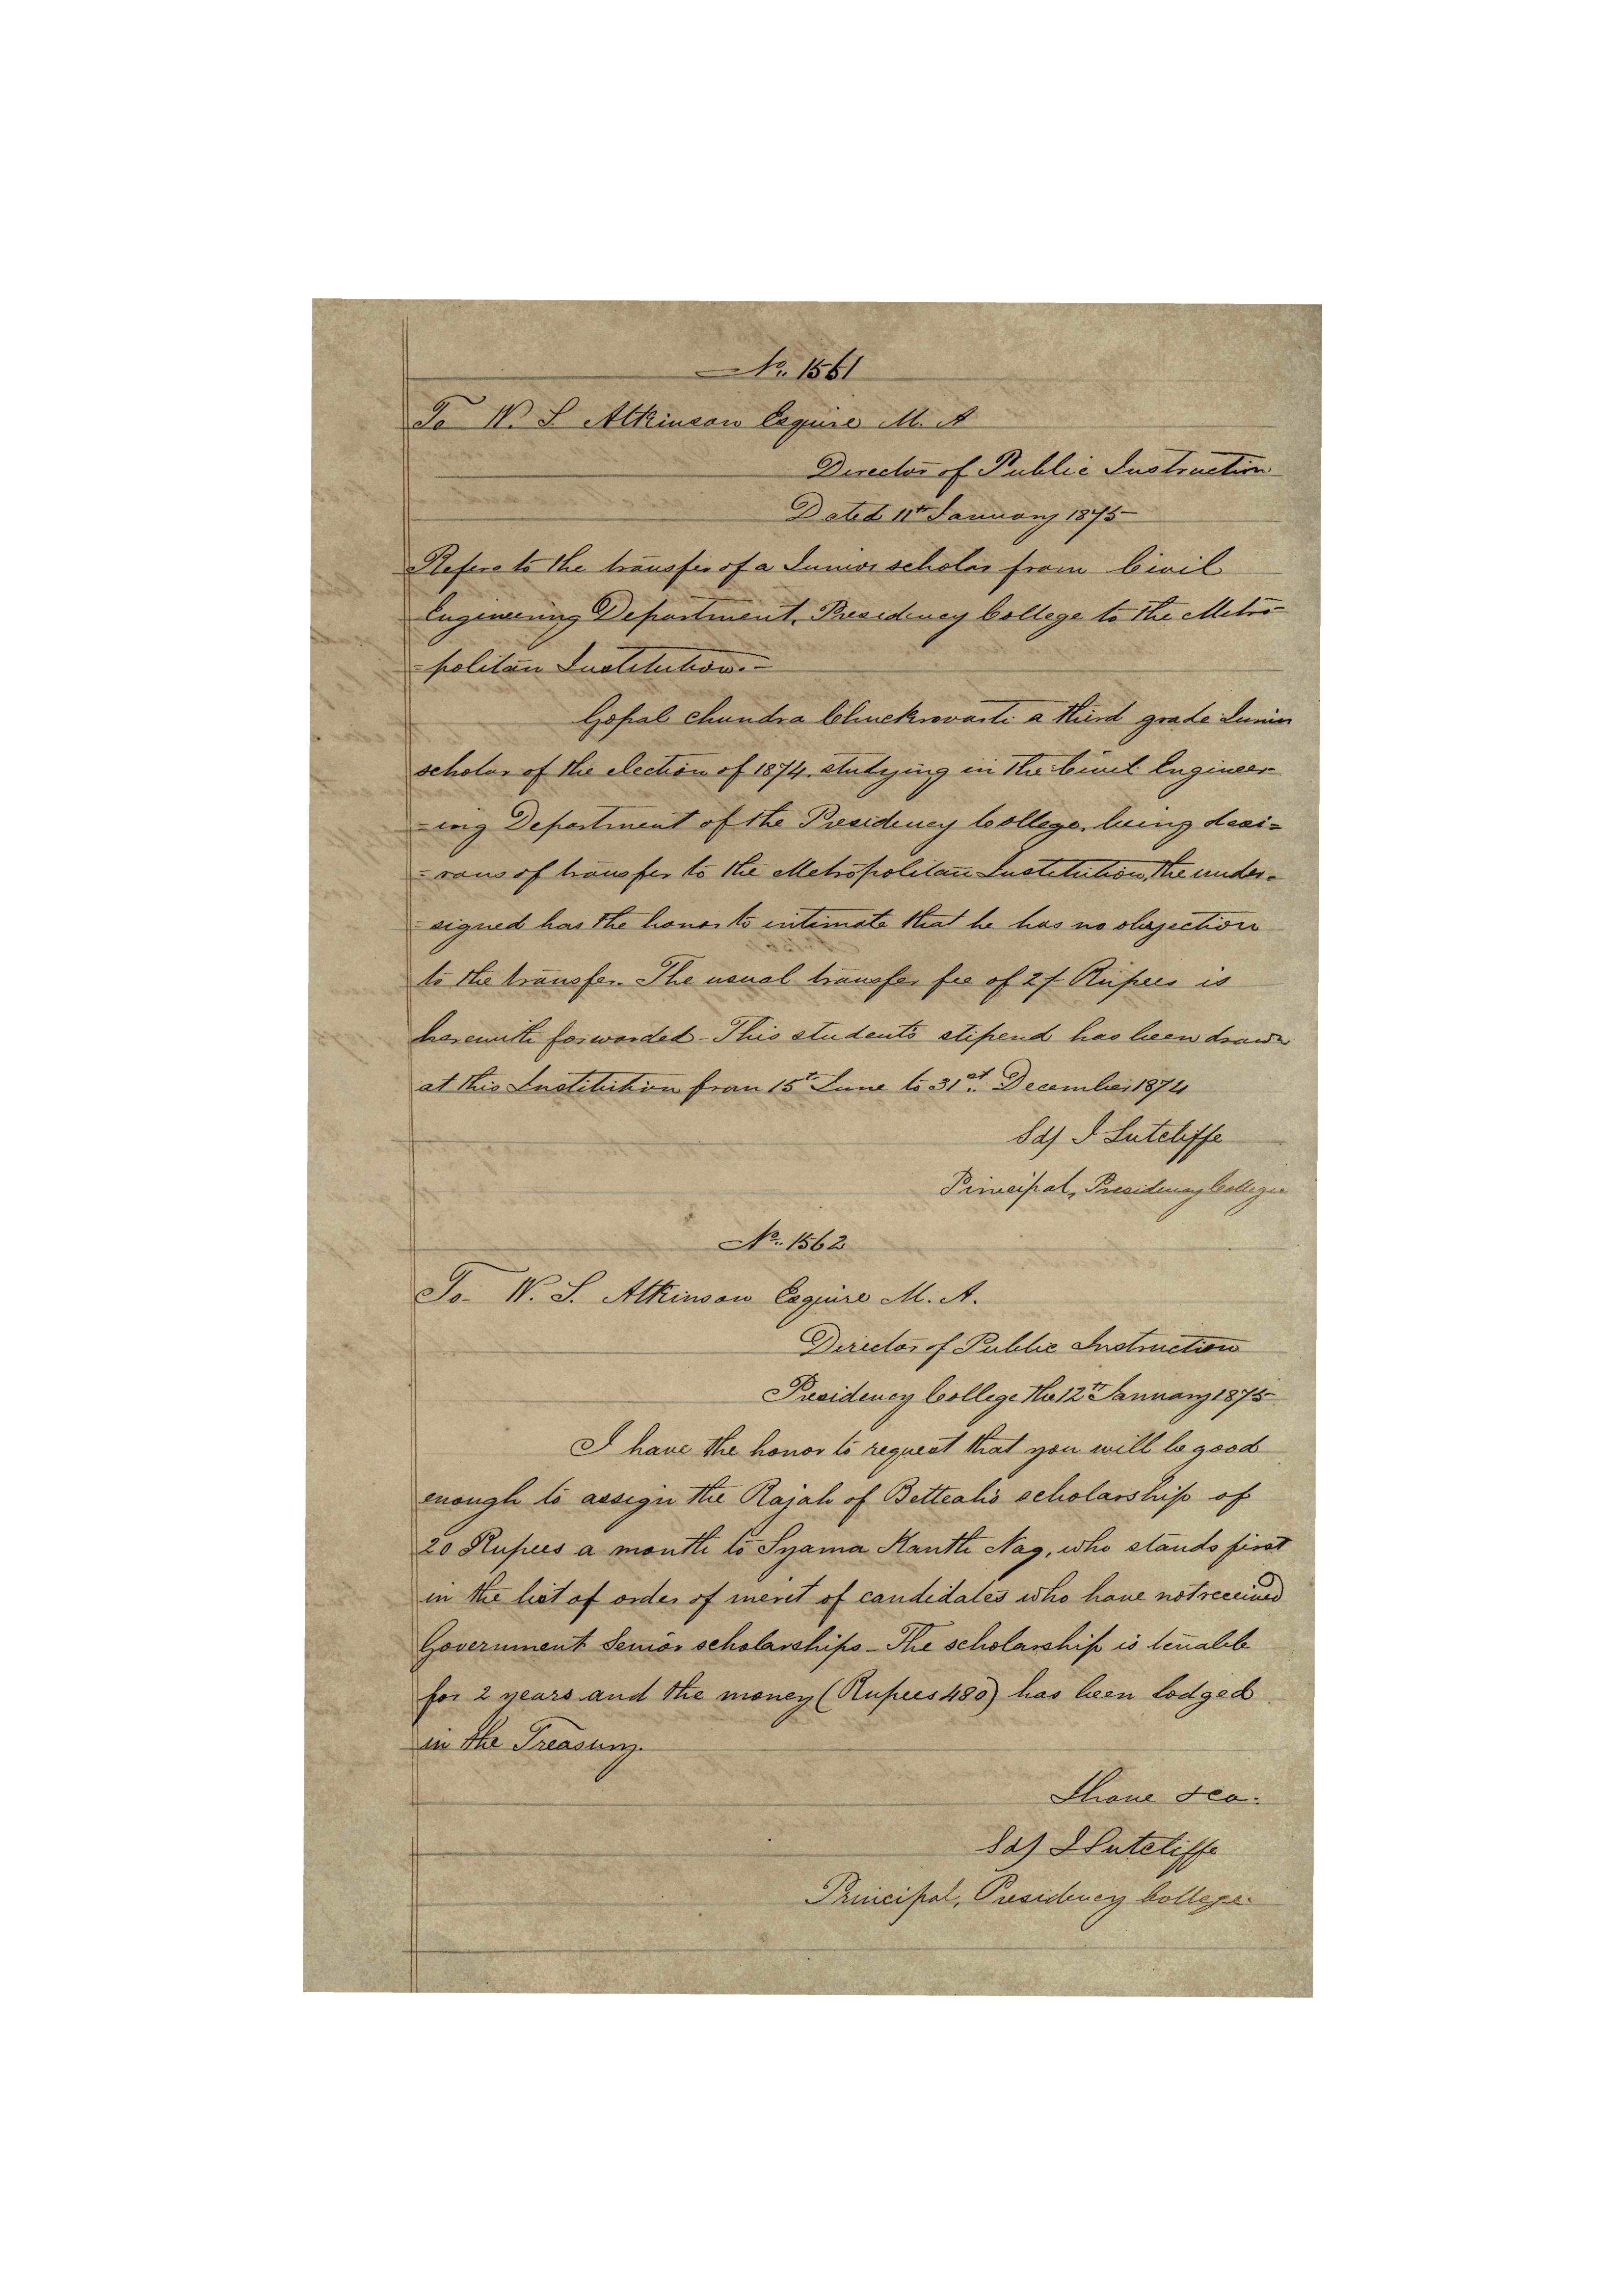 No. 1561
To W. S Atkinson Esquire M. A
Director of Public Instruction
Dated 11th January 1875
Refers to the transfer of a Junior scholar from Civil
Engineering Department, Presidency College to the Metro-
-politan Institution.-
Gopal Chundra Chuckrovarti a third grade Junior
scholar of the election of 1874, studying in the Civil Engineer-
-ing Department of the Presidency College, being desi-
-rous of transfer to the Metropolitan Institution, the under-
-signed has the honor to intimate that he has no objection
to the transfer. The usual transfer fee of 2/- Rupees is
herewith forwarded - This student's stipend has been drawn
at this Institution from 15th June to 31st. December 1874
Sd/ J Sutcliffe
Principal, Presidency College
No. 1562
To. W. S. Atkinson Esquire M. A.
Director of Public Instruction
Presidency College the 12th January 1875
I have the honor to request that you will be good
enough to assign the Rajah of Betteah's scholarship of
20 Rupees a month to Syama Kanth Nag, who stands first
in the list of order of merit of candidates who have not received
Government Senior scholarships - The scholarship is tenable
for 2 years and the money (Rupees 480) has been lodged
in the Treasury.
I have &ca.
Sd) J Sutcliffe
Principal, Presidency College.